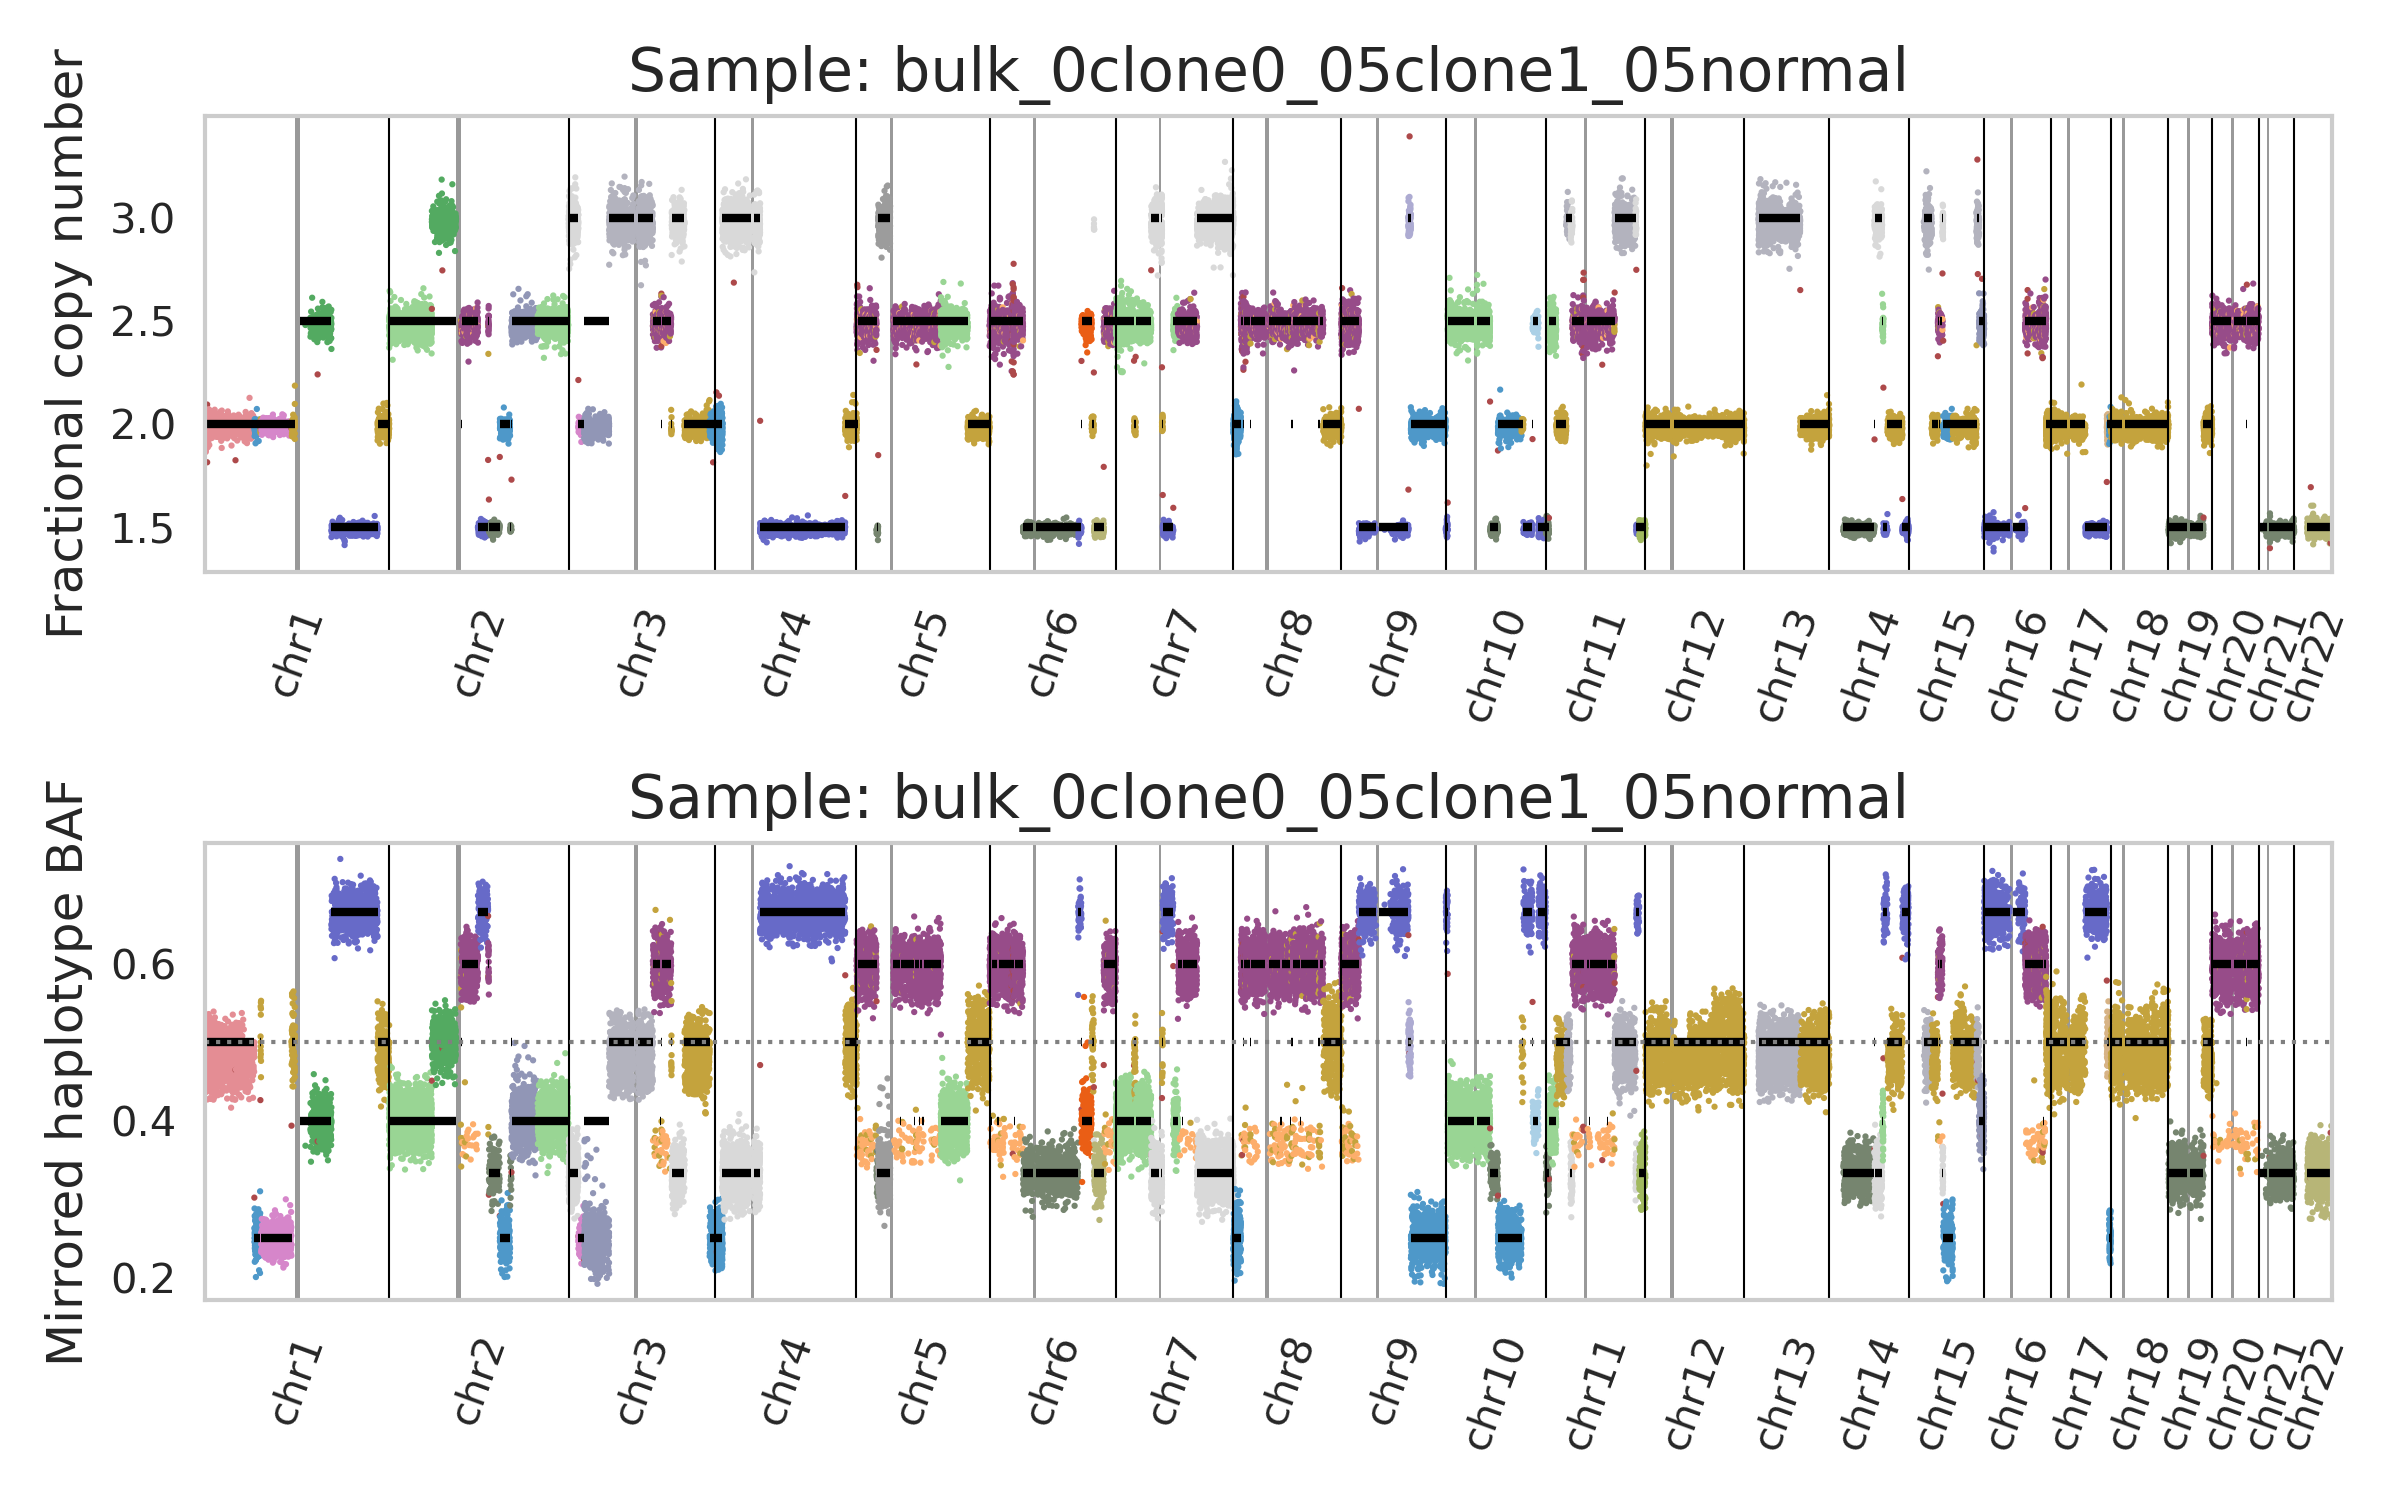 Sample: bulk_0clone0_05clone1_05normal
Fractional copy number
3.0
2.5
2.0
1.5
chr1 chr2 chr3 chr4 chr5 chr6 chr7 chr8 chr9 chr10 chr11 chr12 chr13 chr14 chr15 chr16 chr17 chr18 chr19 chr20 chr21 chr22
Sample: bulk_0clone0_05clone1_05normal
Mirrored haplotype BAF
0.6
0.4
0.2
chr1 chr2 chr3 chr4 chr5 chr6 chr7 chr8 chr9 chr10 chr11 chr12 chr13 chr14 chr15 chr16 chr17 chr18 chr19 chr20 chr21 chr22